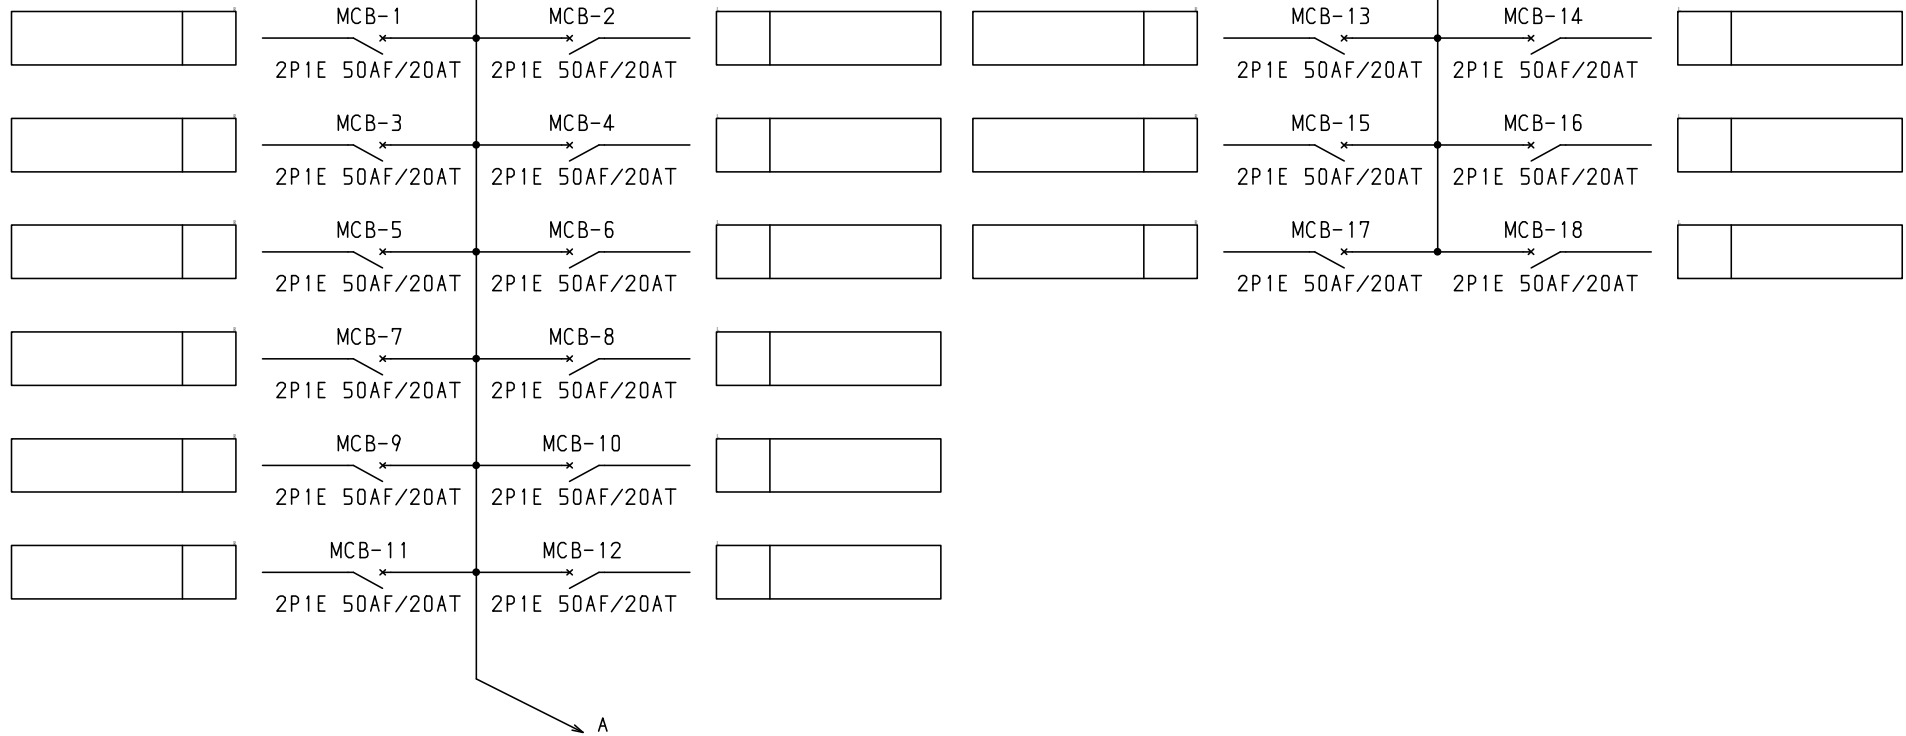 MCB-1 MCB-2 MCB-13 MCB-14
2P1E 50AF/20AT 2P1E 50AF/20AT 2P1E 50AF/20AT 2P1E 50AF/20AT
MCB-3 MCB-4 MCB-15 MCB-16
2P1E 50AF/20AT 2P1E 50AF/20AT 2P1E 50AF/20AT 2P1E 50AF/20AT
MCB-5 MCB-6 MCB-17 MCB-18
2P1E 50AF/20AT 2P1E 50AF/20AT 2P1E 50AF/20AT 2P1E 50AF/20AT
MCB-7 MCB-8
2P1E 50AF/20AT 2P1E 50AF/20AT
MCB-9 MCB-10
2P1E 50AF/20AT 2P1E 50AF/20AT
MCB-11 MCB-12
2P1E 50AF/20AT 2P1E 50AF/20AT
A